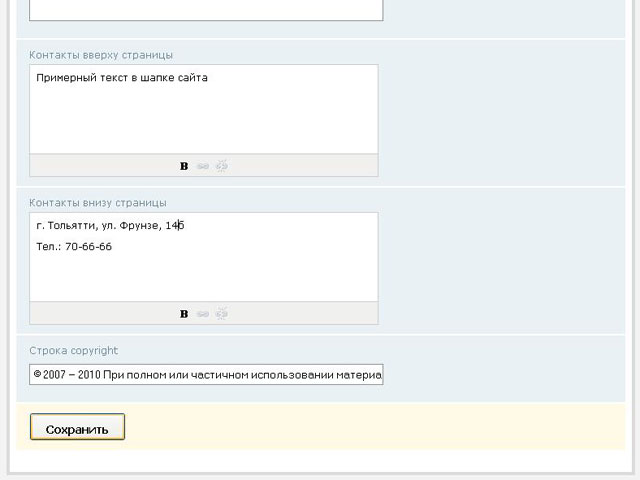 Контакты вверху страницы
Примерный текст в шапке сайта
B
Контакты внизу страницы
г. Тольятти, ул. Фрунзе, 14б
Тел.: 70-66-66
B
Строка copyright
© 2007 – 2010 При полном или частичном использовании материа
Сохранить